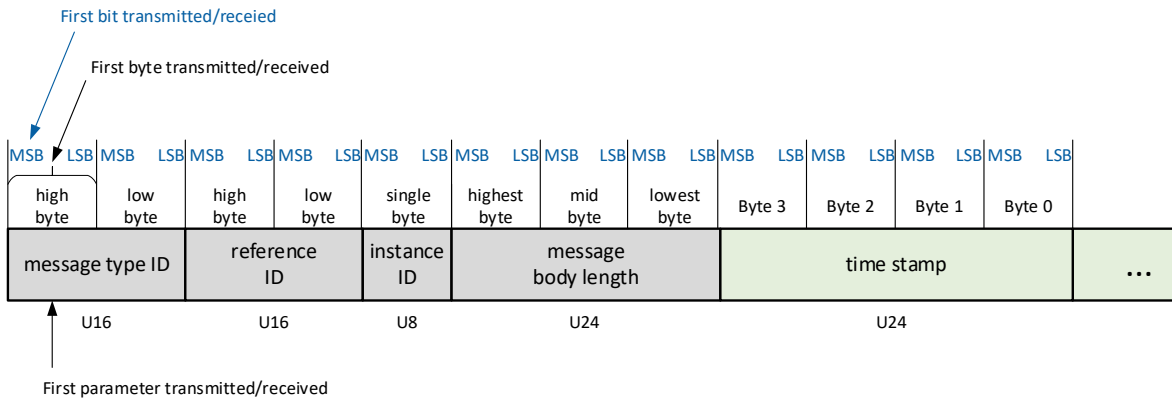 First bit transmitted/receied
First byte transmitted/received
MSB LSB MSB LSB MSB LSB MSB LSB MSB LSB MSB LSB MSB LSB MSB LSB MSB LSB MSB LSB MSB LSB MSB LSB
high byte
low byte
high byte
low byte
single byte
highest byte
mid byte
lowest byte
Byte 3
Byte 2
Byte 1
Byte 0
message type ID
reference
ID
instance
ID
message
body length
time stamp
...
U16
U16
U8
U24
U24
First parameter transmitted/received